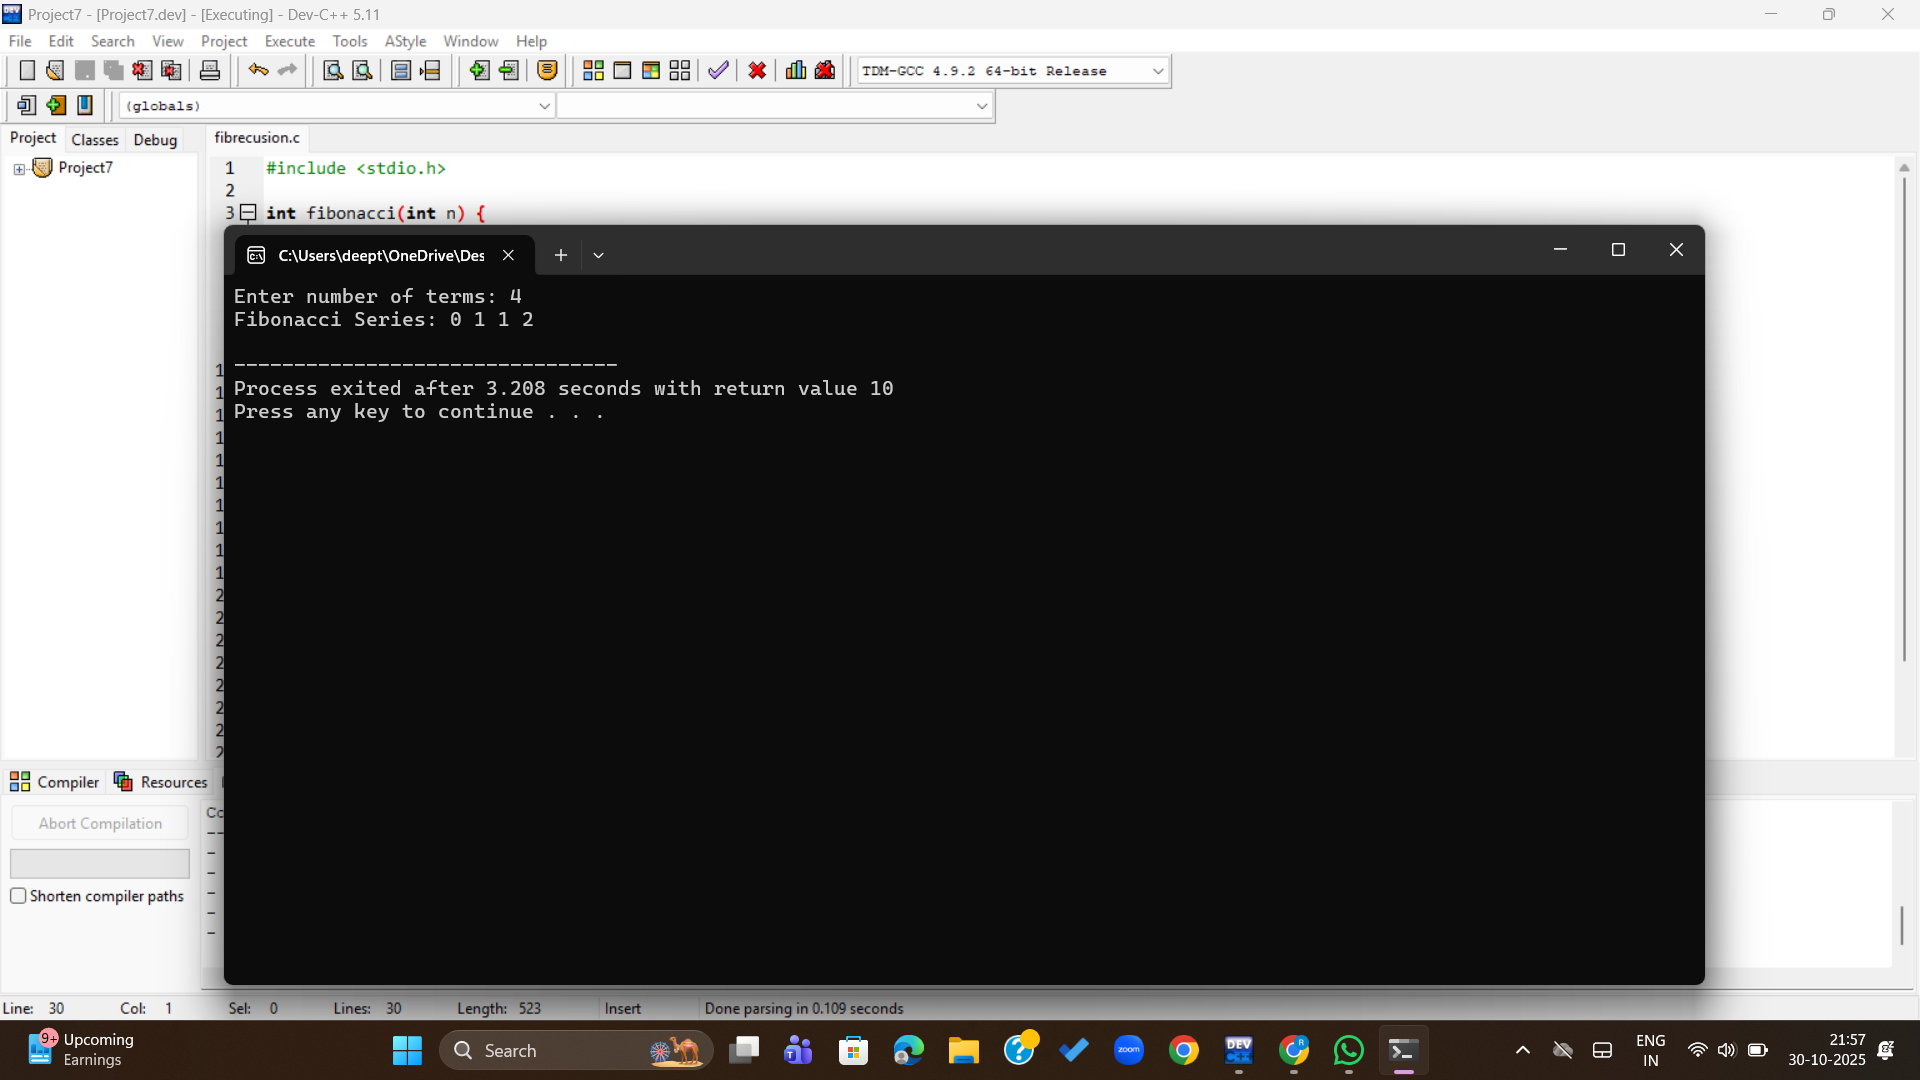 Project7 - [Project7.dev] - [Executing] - Dev-C++ 5.11
File Edit Search View Project Execute Tools AStyle Window Help
TDM-GCC 4.9.2 64-bit Release
(globals)
Project Classes Debug
fibrecusion.c
Project7
1 #include <stdio.h>
2
3 int fibonacci(int n) {
C:\Users\deept\OneDrive\Des
Enter number of terms: 4
Fibonacci Series: 0 1 1 2
--------------------------------
Process exited after 3.208 seconds with return value 10
Press any key to continue . . .
Compiler Resources
Abort Compilation
Shorten compiler paths
Line: 30 Col: 1 Sel: 0 Lines: 30 Length: 523 Insert Done parsing in 0.109 seconds
9+ Upcoming
Earnings
Search
zoom
DEV
ENG
IN
21:57
30-10-2025